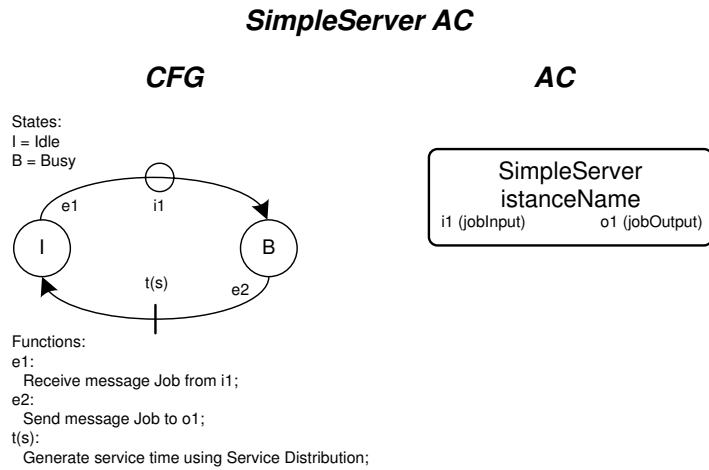 SimpleServer AC
CFG
AC
States:
I = Idle
B = Busy
e1
i1
I
B
t(s)
e2
SimpleServer
istanceName
i1 (jobInput) o1 (jobOutput)
Functions:
e1:
Receive message Job from i1;
e2:
Send message Job to o1;
t(s):
Generate service time using Service Distribution;